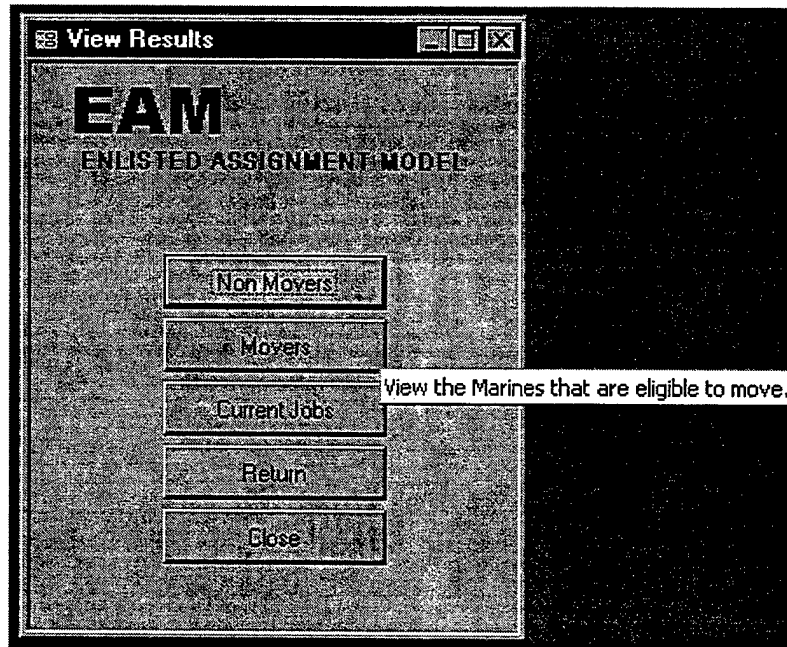 View Results
EAM
ENLISTED ASSIGNMENT MODEL
Non Movers
Movers
View the Marines that are eligible to move.
Current Jobs
Return
Close